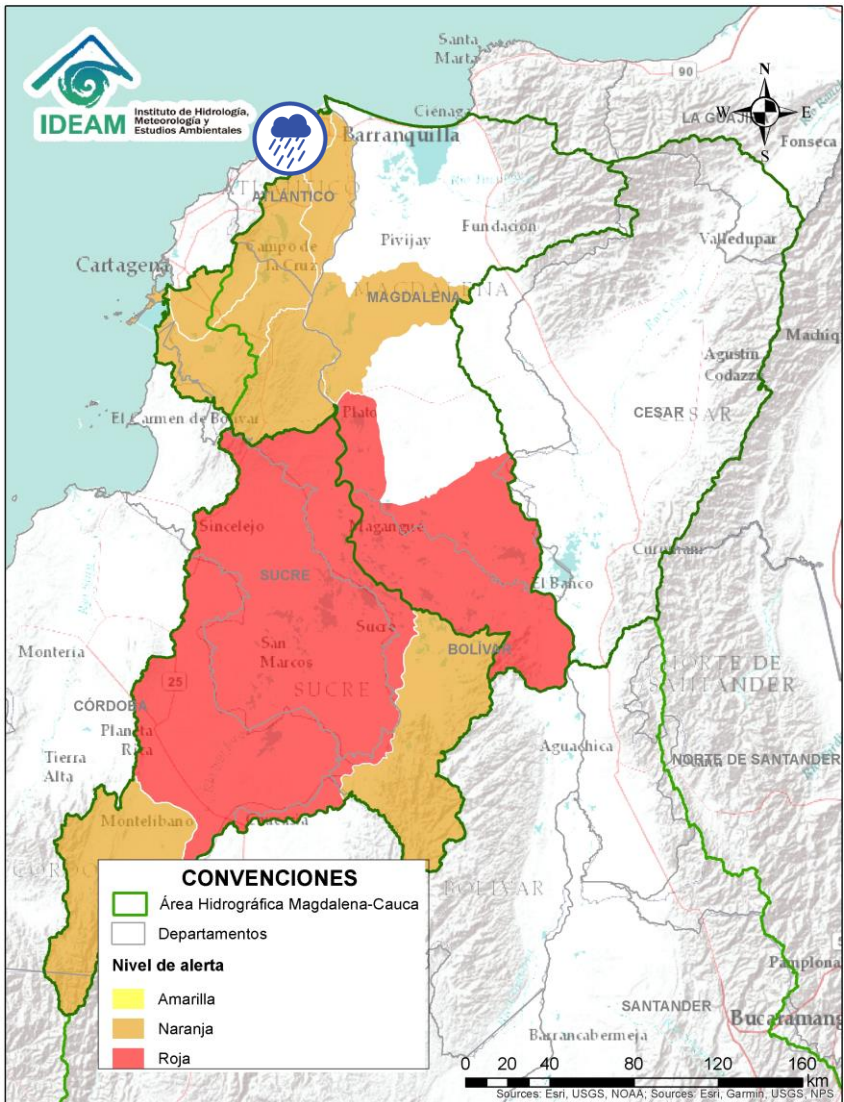 IDEAM
Instituto de Hidrología,
Meteorología y
Estudios Ambientales
Santa
Marta
90
N
W
E
S
Ciénaga
LA GUAJIRA
Barranquilla
Fonseca
ATLÁNTICO
Pivijay
Fundación
Valledupar
Campo de
la Cruz
Cartagena
MAGDALENA
Agustín
Codazzi
El Carmen de Bolívar
Plato
CESAR
CESAR
Sincelejo
Magangué
Curumaní
SUCRE
El Banco
Sucre
Montería
San
Marcos
BOLÍVAR
NORTE DE
SANTANDER
25
SUCRE
CÓRDOBA
Planeta
Rica
Aguachica
Tierra
Alta
NORTE DE SANTANDER
Montelíbano
Caucasia
CONVENCIONES
Área Hidrográfica Magdalena-Cauca
Departamentos
Nivel de alerta
Amarilla
Naranja
Roja
BOLÍVAR
Pamplona
SANTANDER
Bucaramang
Barrancabermeja
0 20 40 80 120 160
km
Sources: Esri, USGS, NOAA; Sources: Esri, Garmin, USGS, NPS